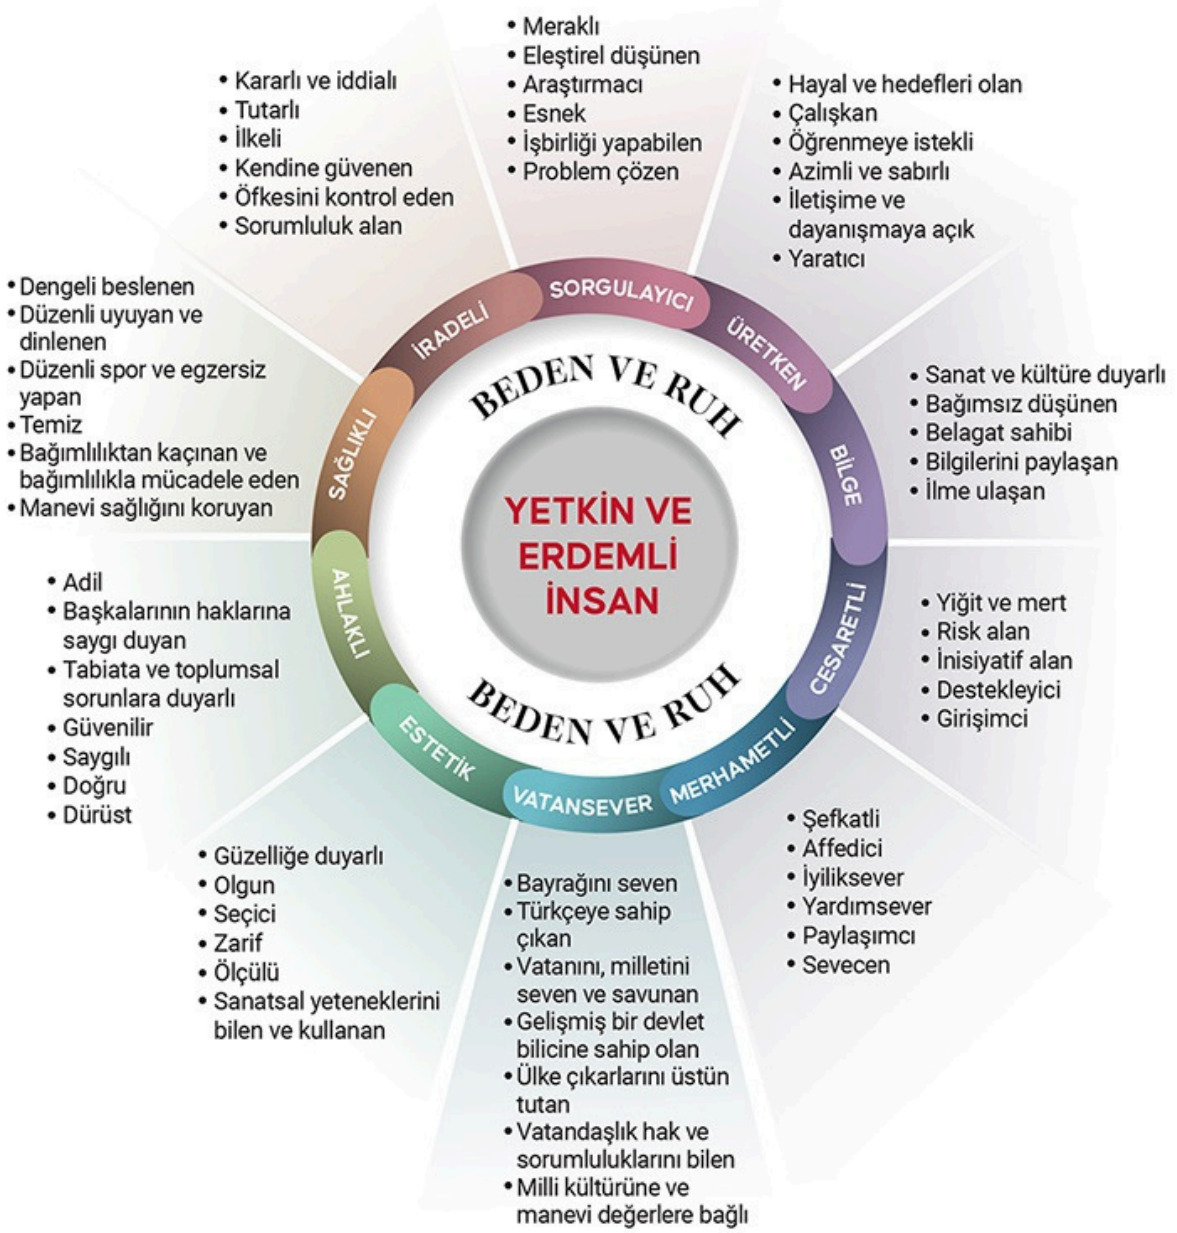 • Meraklı
• Eleştirel düşünen
• Araştırmacı
• Esnek
• İşbirliği yapabilen
• Problem çözen
• Kararlı ve iddialı
• Tutarlı
• İlkeli
• Kendine güvenen
• Öfkesini kontrol eden
• Sorumluluk alan
• Hayal ve hedefleri olan
• Çalışkan
• Öğrenmeye istekli
• Azimli ve sabırlı
• İletişime ve
dayanışmaya açık
• Yaratıcı
• Dengeli beslenen
• Düzenli uyuyan ve
dinlenen
• Düzenli spor ve egzersiz
yapan
• Temiz
• Bağımlılıktan kaçınan ve
bağımlılıkla mücadele eden
• Manevi sağlığını koruyan
• Sanat ve kültüre duyarlı
• Bağımsız düşünen
• Belagat sahibi
• Bilgilerini paylaşan
• İlme ulaşan
SORGULAYICI
ÜRETKEN
BİLGE
CESARETLİ
MERHAMETLİ
VATANSEVER
ESTETİK
AHLAKLI
SAĞLIKLI
İRADELİ
BEDEN VE RUH
YETKİN VE
ERDEMLİ
İNSAN
BEDEN VE RUH
• Adil
• Başkalarının haklarına
saygı duyan
• Tabiata ve toplumsal
sorunlara duyarlı
• Güvenilir
• Saygılı
• Doğru
• Dürüst
• Yiğit ve mert
• Risk alan
• İnisiyatif alan
• Destekleyici
• Girişimci
• Güzelliğe duyarlı
• Olgun
• Seçici
• Zarif
• Ölçülü
• Sanatsal yeteneklerini
bilen ve kullanan
• Bayrağını seven
• Türkçeye sahip
çıkan
• Vatanını, milletini
seven ve savunan
• Gelişmiş bir devlet
bilicine sahip olan
• Ülke çıkarlarını üstün
tutan
• Vatandaşlık hak ve
sorumluluklarını bilen
• Milli kültürüne ve
manevi değerlere bağlı
• Şefkatli
• Affedici
• İyiliksever
• Yardımsever
• Paylaşımcı
• Sevecen